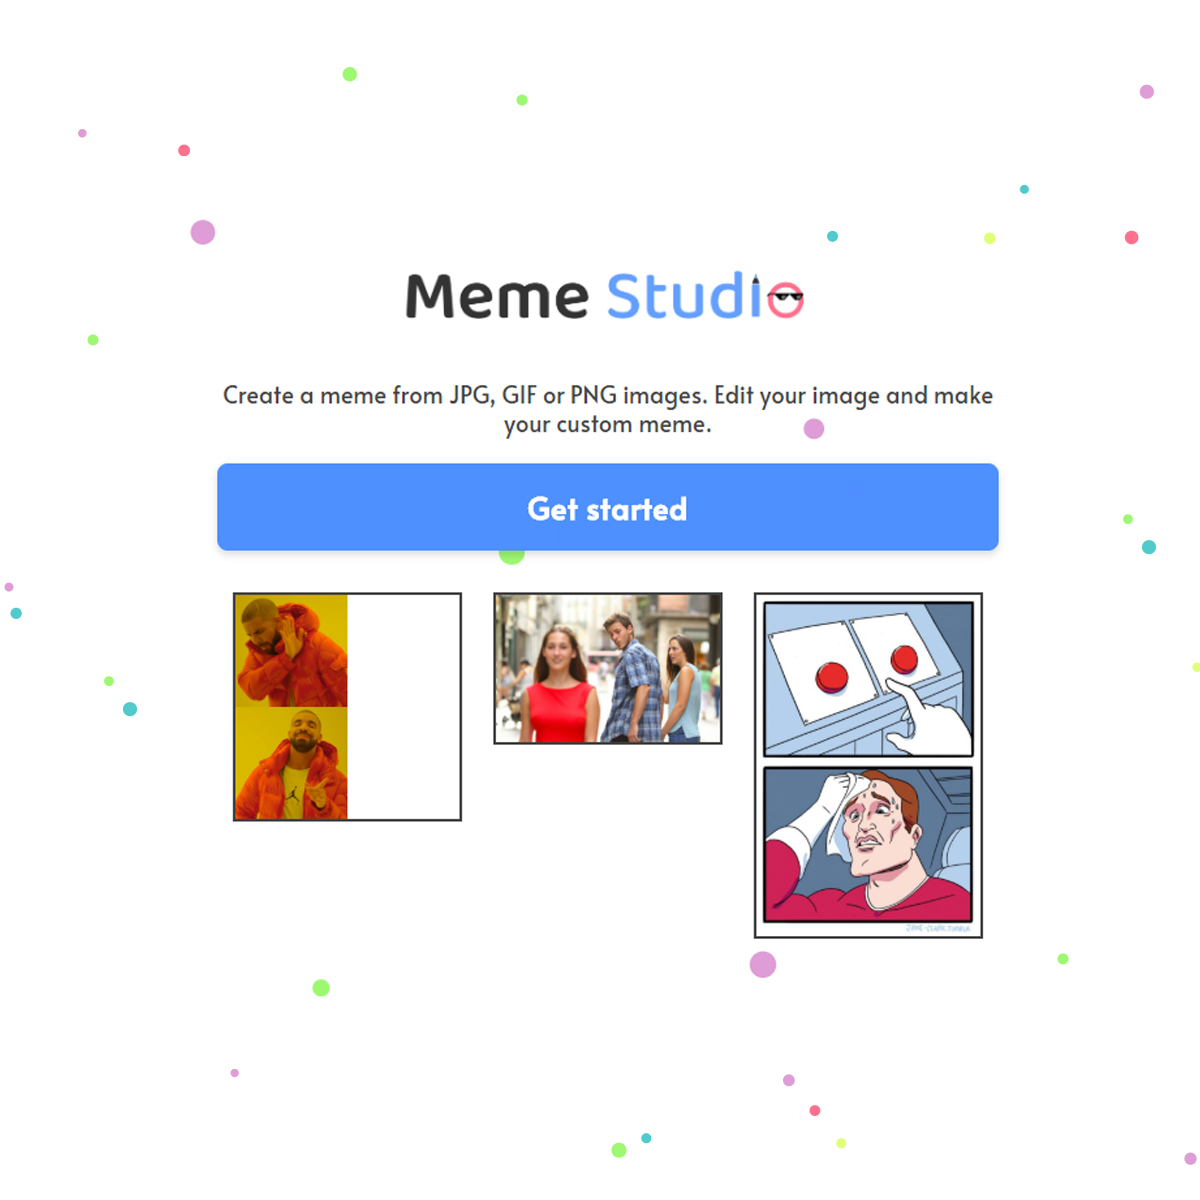 Meme Studio
Create a meme from JPG, GIF or PNG images. Edit your image and make
your custom meme.
Get started